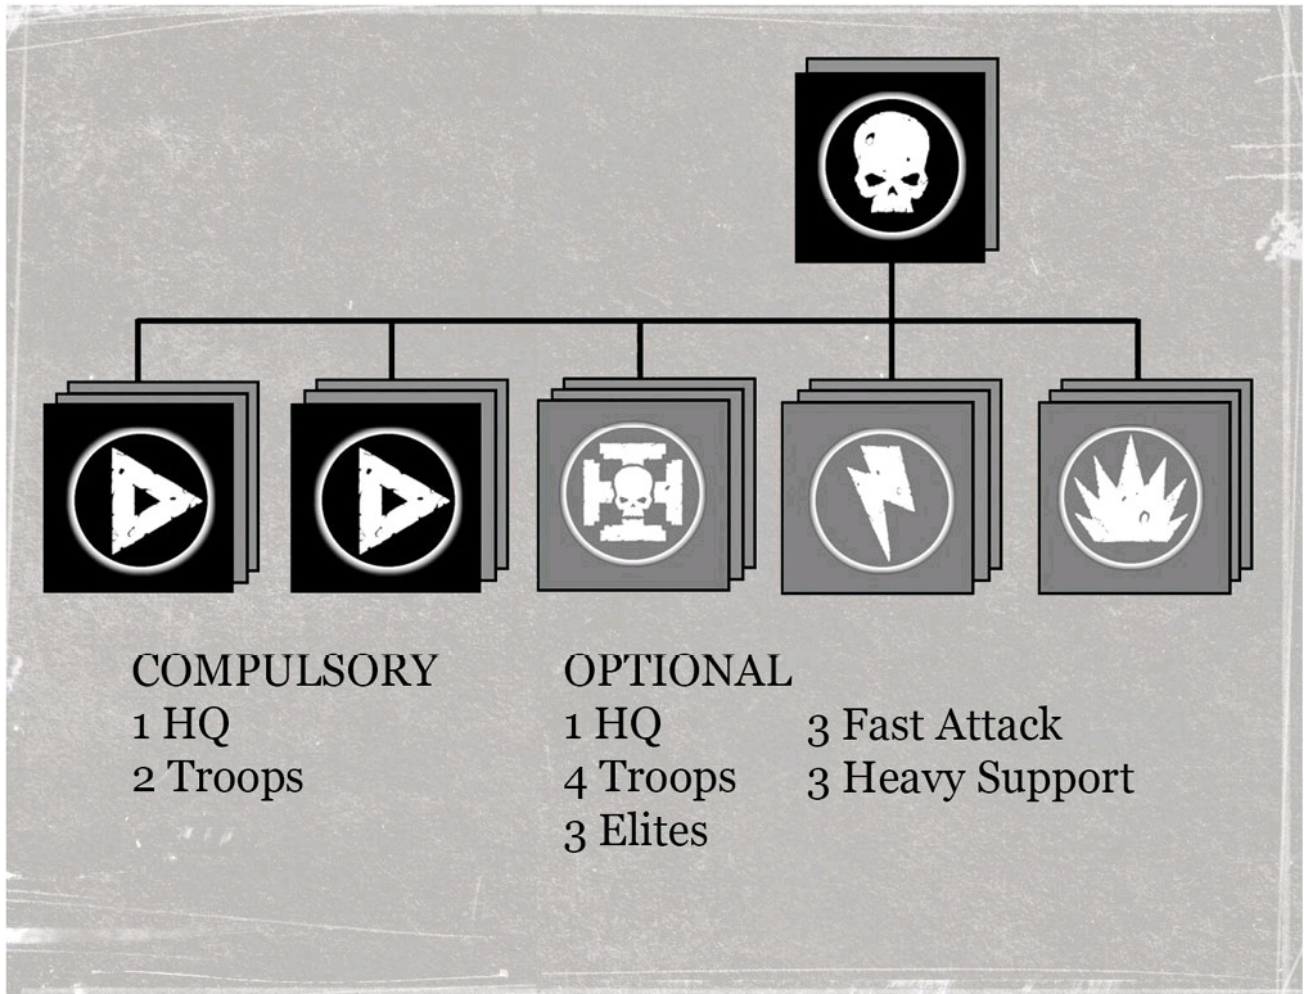 COMPULSORY
1 HQ
2 Troops
OPTIONAL
1 HQ
4 Troops
3 Elites
3 Fast Attack
3 Heavy Support